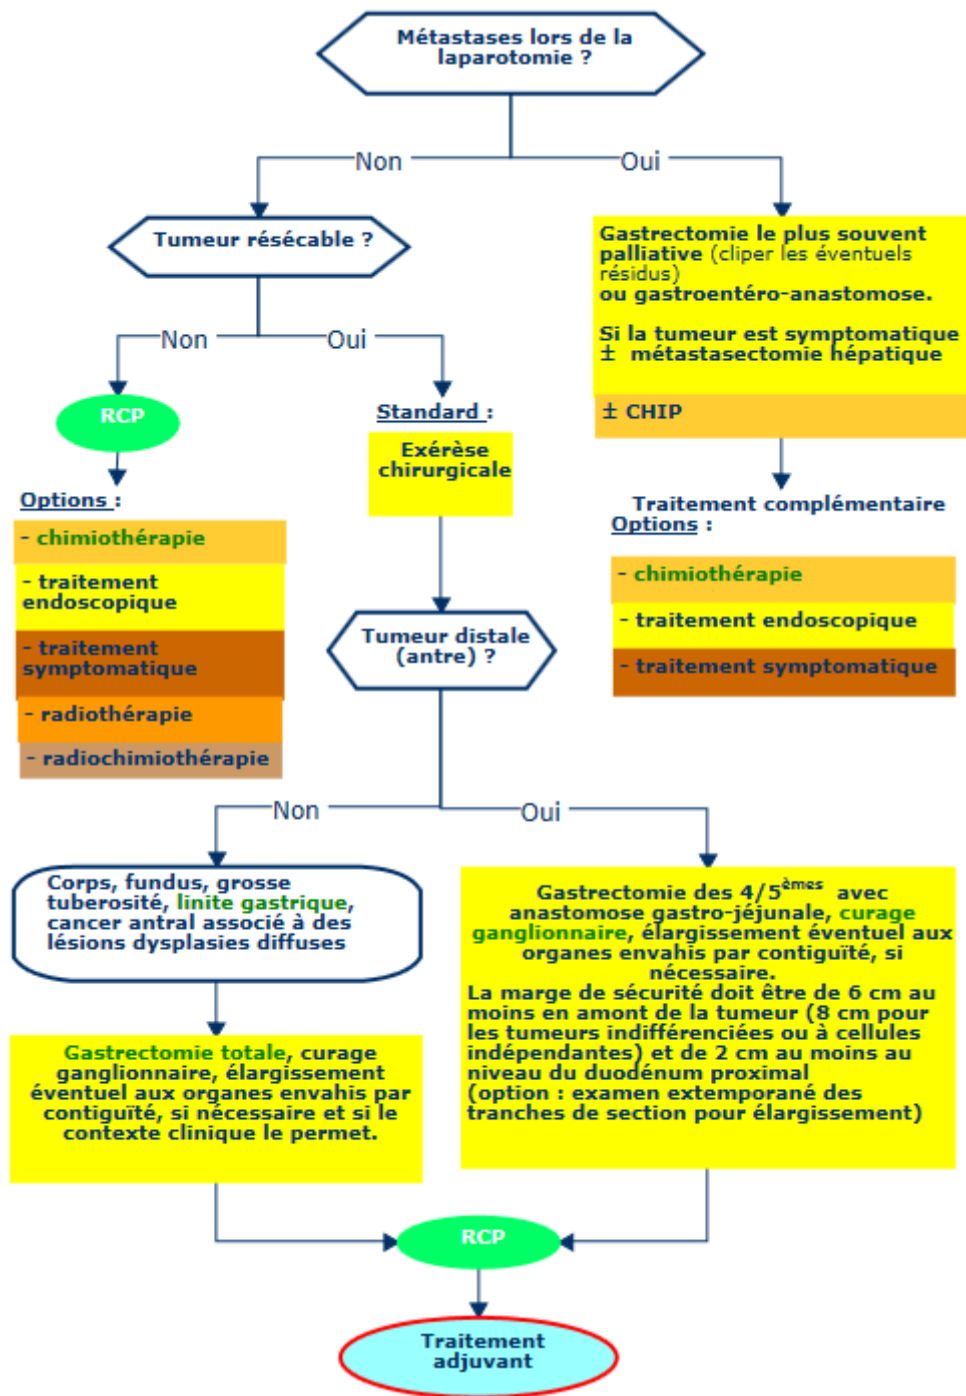 Métastases lors de la
laparotomie ?
Non
Oui
Tumeur résécable ?
Gastrectomie le plus souvent
palliative (cliper les éventuels
résidus)
ou gastroentéro-anastomose.
Si la tumeur est symptomatique
± métastasectomie hépatique
± CHIP
Non
Oui
RCP
Standard :
Exérèse
chirurgicale
Options :
- chimiothérapie
- traitement
endoscopique
- traitement
symptomatique
- radiothérapie
- radiochimiothérapie
Traitement complémentaire
Options :
- chimiothérapie
- traitement endoscopique
- traitement symptomatique
Tumeur distale
(antre) ?
Non
Oui
Corps, fundus, grosse
tuberosité, linite gastrique,
cancer antral associé à des
lésions dysplasies diffuses
Gastrectomie totale, curage
ganglionnaire, élargissement
éventuel aux organes envahis par
contiguïté, si nécessaire et si le
contexte clinique le permet.
Gastrectomie des 4/5èmes avec
anastomose gastro-jéjunale, curage
ganglionnaire, élargissement éventuel aux
organes envahis par contiguïté, si
nécessaire.
La marge de sécurité doit être de 6 cm au
moins en amont de la tumeur (8 cm pour
les tumeurs indifférenciées ou à cellules
indépendantes) et de 2 cm au moins au
niveau du duodénum proximal
(option : examen extemporané des
tranches de section pour élargissement)
RCP
Traitement
adjuvant